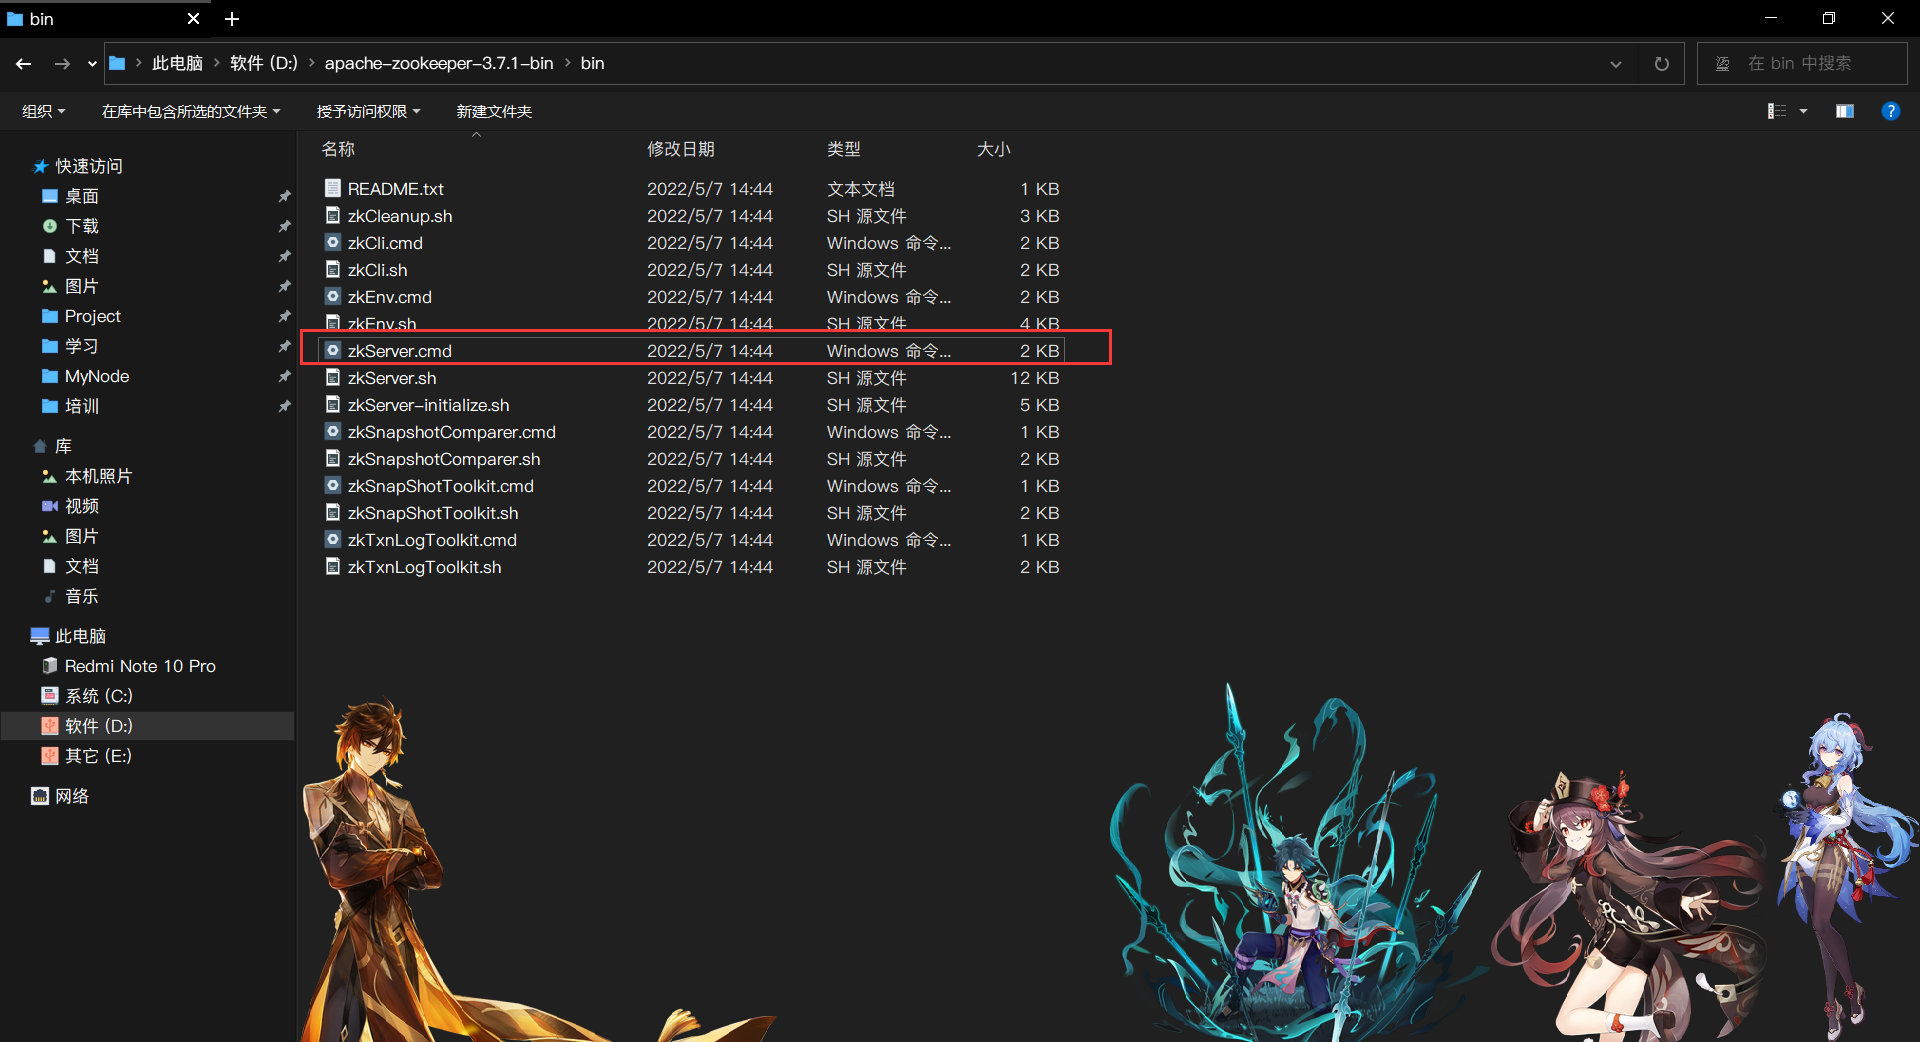 bin
此电脑 软件 (D:) apache-zookeeper-3.7.1-bin bin
在 bin 中搜索
组织 在库中包含所选的文件夹 授予访问权限 新建文件夹
快速访问
桌面
下载
文档
图片
Project
学习
MyNode
培训
库
本机照片
视频
图片
文档
音乐
此电脑
Redmi Note 10 Pro
系统 (C:)
软件 (D:)
其它 (E:)
网络
名称 修改日期 类型 大小
README.txt 2022/5/7 14:44 文本文档 1 KB
zkCleanup.sh 2022/5/7 14:44 SH 源文件 3 KB
zkCli.cmd 2022/5/7 14:44 Windows 命令... 2 KB
zkCli.sh 2022/5/7 14:44 SH 源文件 2 KB
zkEnv.cmd 2022/5/7 14:44 Windows 命令... 2 KB
zkEnv.sh 2022/5/7 14:44 SH 源文件 4 KB
zkServer.cmd 2022/5/7 14:44 Windows 命令... 2 KB
zkServer.sh 2022/5/7 14:44 SH 源文件 12 KB
zkServer-initialize.sh 2022/5/7 14:44 SH 源文件 5 KB
zkSnapshotComparer.cmd 2022/5/7 14:44 Windows 命令... 1 KB
zkSnapshotComparer.sh 2022/5/7 14:44 SH 源文件 2 KB
zkSnapShotToolkit.cmd 2022/5/7 14:44 Windows 命令... 1 KB
zkSnapShotToolkit.sh 2022/5/7 14:44 SH 源文件 2 KB
zkTxnLogToolkit.cmd 2022/5/7 14:44 Windows 命令... 1 KB
zkTxnLogToolkit.sh 2022/5/7 14:44 SH 源文件 2 KB